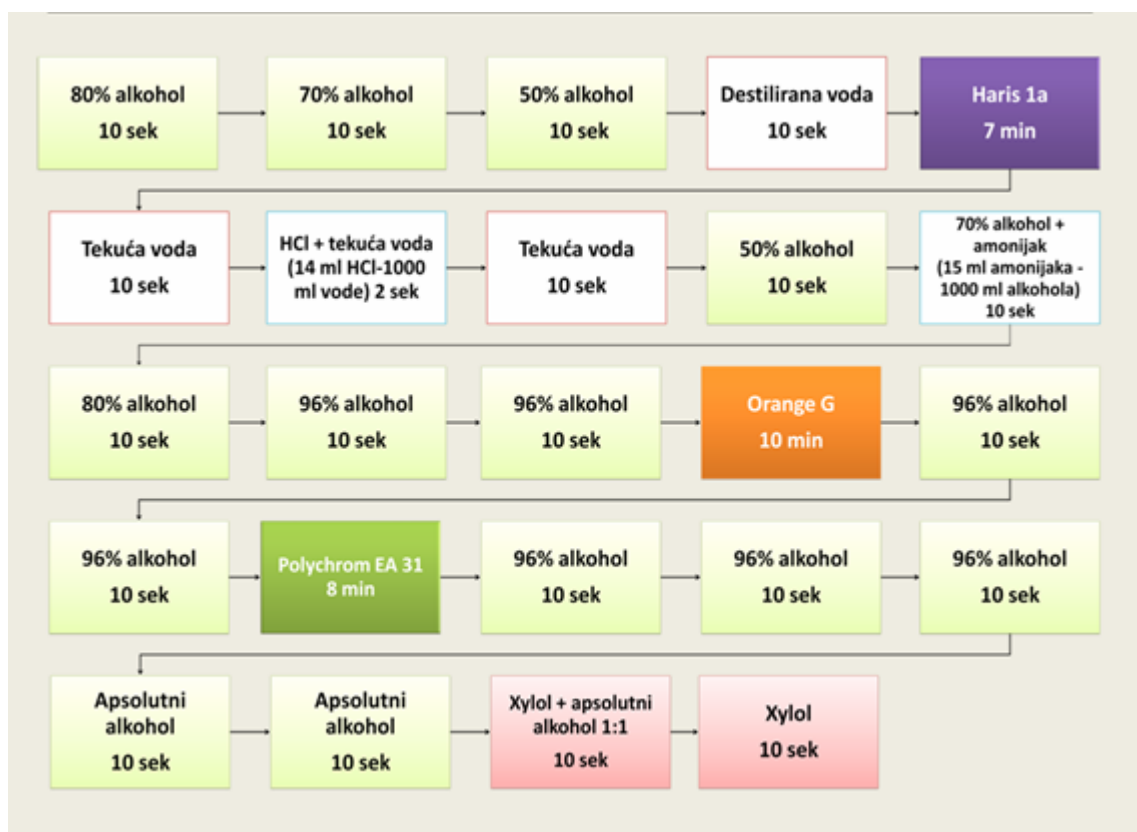 80% alkohol
10 sek
70% alkohol
10 sek
50% alkohol
10 sek
Destilirana voda
10 sek
Haris 1a
7 min
Tekuća voda
10 sek
HCl + tekuća voda
(14 ml HCl-1000
ml vode) 2 sek
Tekuća voda
10 sek
50% alkohol
10 sek
70% alkohol +
amonijak
(15 ml amonijaka -
1000 ml alkohola)
10 sek
80% alkohol
10 sek
96% alkohol
10 sek
96% alkohol
10 sek
Orange G
10 min
96% alkohol
10 sek
96% alkohol
10 sek
Polychrom EA 31
8 min
96% alkohol
10 sek
96% alkohol
10 sek
96% alkohol
10 sek
Apsolutni
alkohol
10 sek
Apsolutni
alkohol
10 sek
Xylol + apsolutni
alkohol 1:1
10 sek
Xylol
10 sek